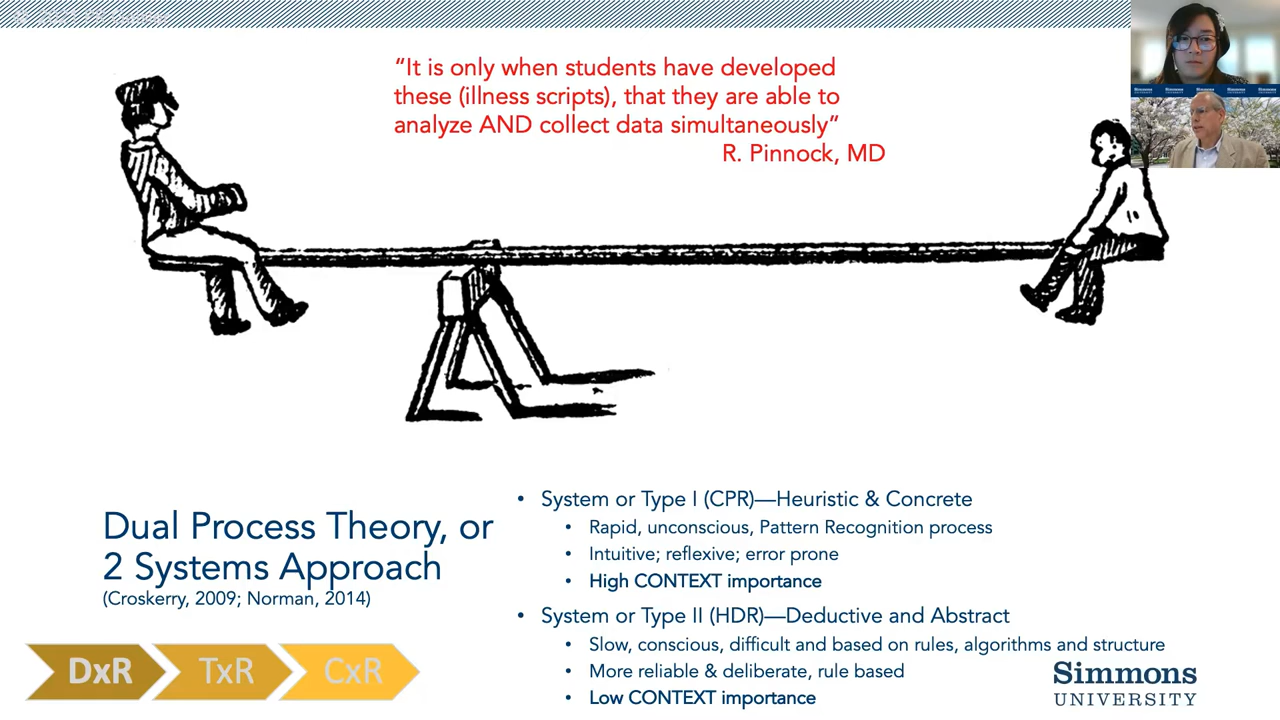 “It is only when students have developed
these (illness scripts), that they are able to
analyze AND collect data simultaneously”
R. Pinnock, MD
Dual Process Theory, or
2 Systems Approach
(Croskerry, 2009; Norman, 2014)
• System or Type I (CPR)—Heuristic & Concrete
• Rapid, unconscious, Pattern Recognition process
• Intuitive; reflexive; error prone
• High CONTEXT importance
• System or Type II (HDR)—Deductive and Abstract
• Slow, conscious, difficult and based on rules, algorithms and structure
• More reliable & deliberate, rule based
• Low CONTEXT importance
DxR TxR CxR
Simmons
UNIVERSITY